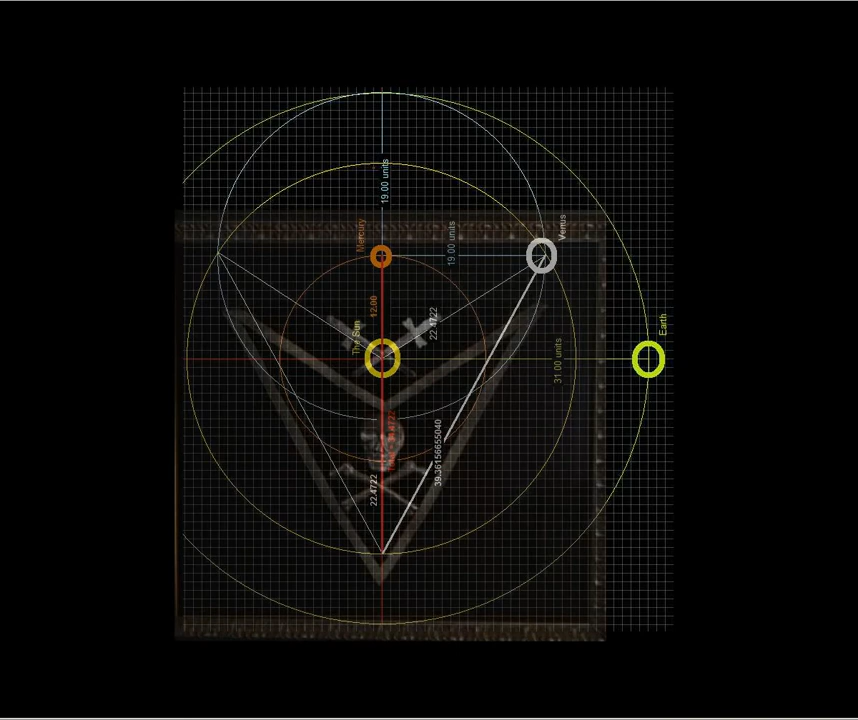 19.00 units
Mercury
19.00 units
Venus
12.00
22.4722
The Sun
Earth
31.00 units
22.4722
39.36156655040